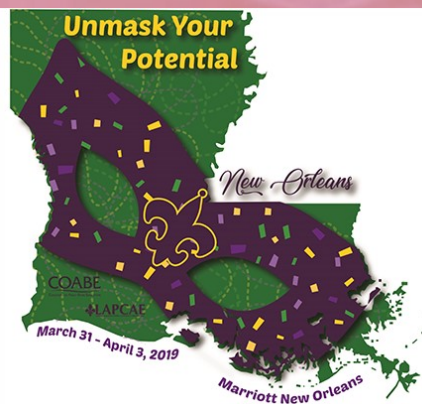 Unmask Your
Potential
New Orleans
COABE
LAPCAE
March 31 - April 3, 2019
Marriott New Orleans